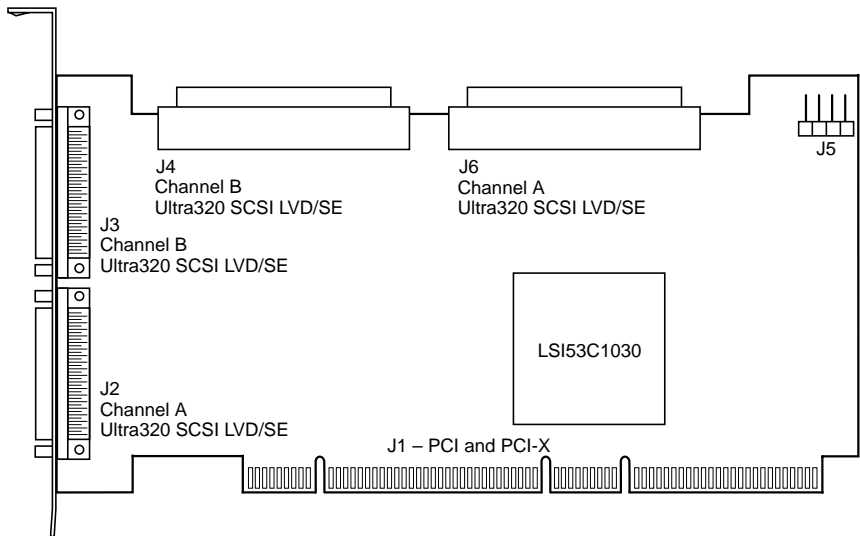 J4
Channel B
Ultra320 SCSI LVD/SE
J6
Channel A
Ultra320 SCSI LVD/SE
J5
J3
Channel B
Ultra320 SCSI LVD/SE
LSI53C1030
J2
Channel A
Ultra320 SCSI LVD/SE
J1 – PCI and PCI-X